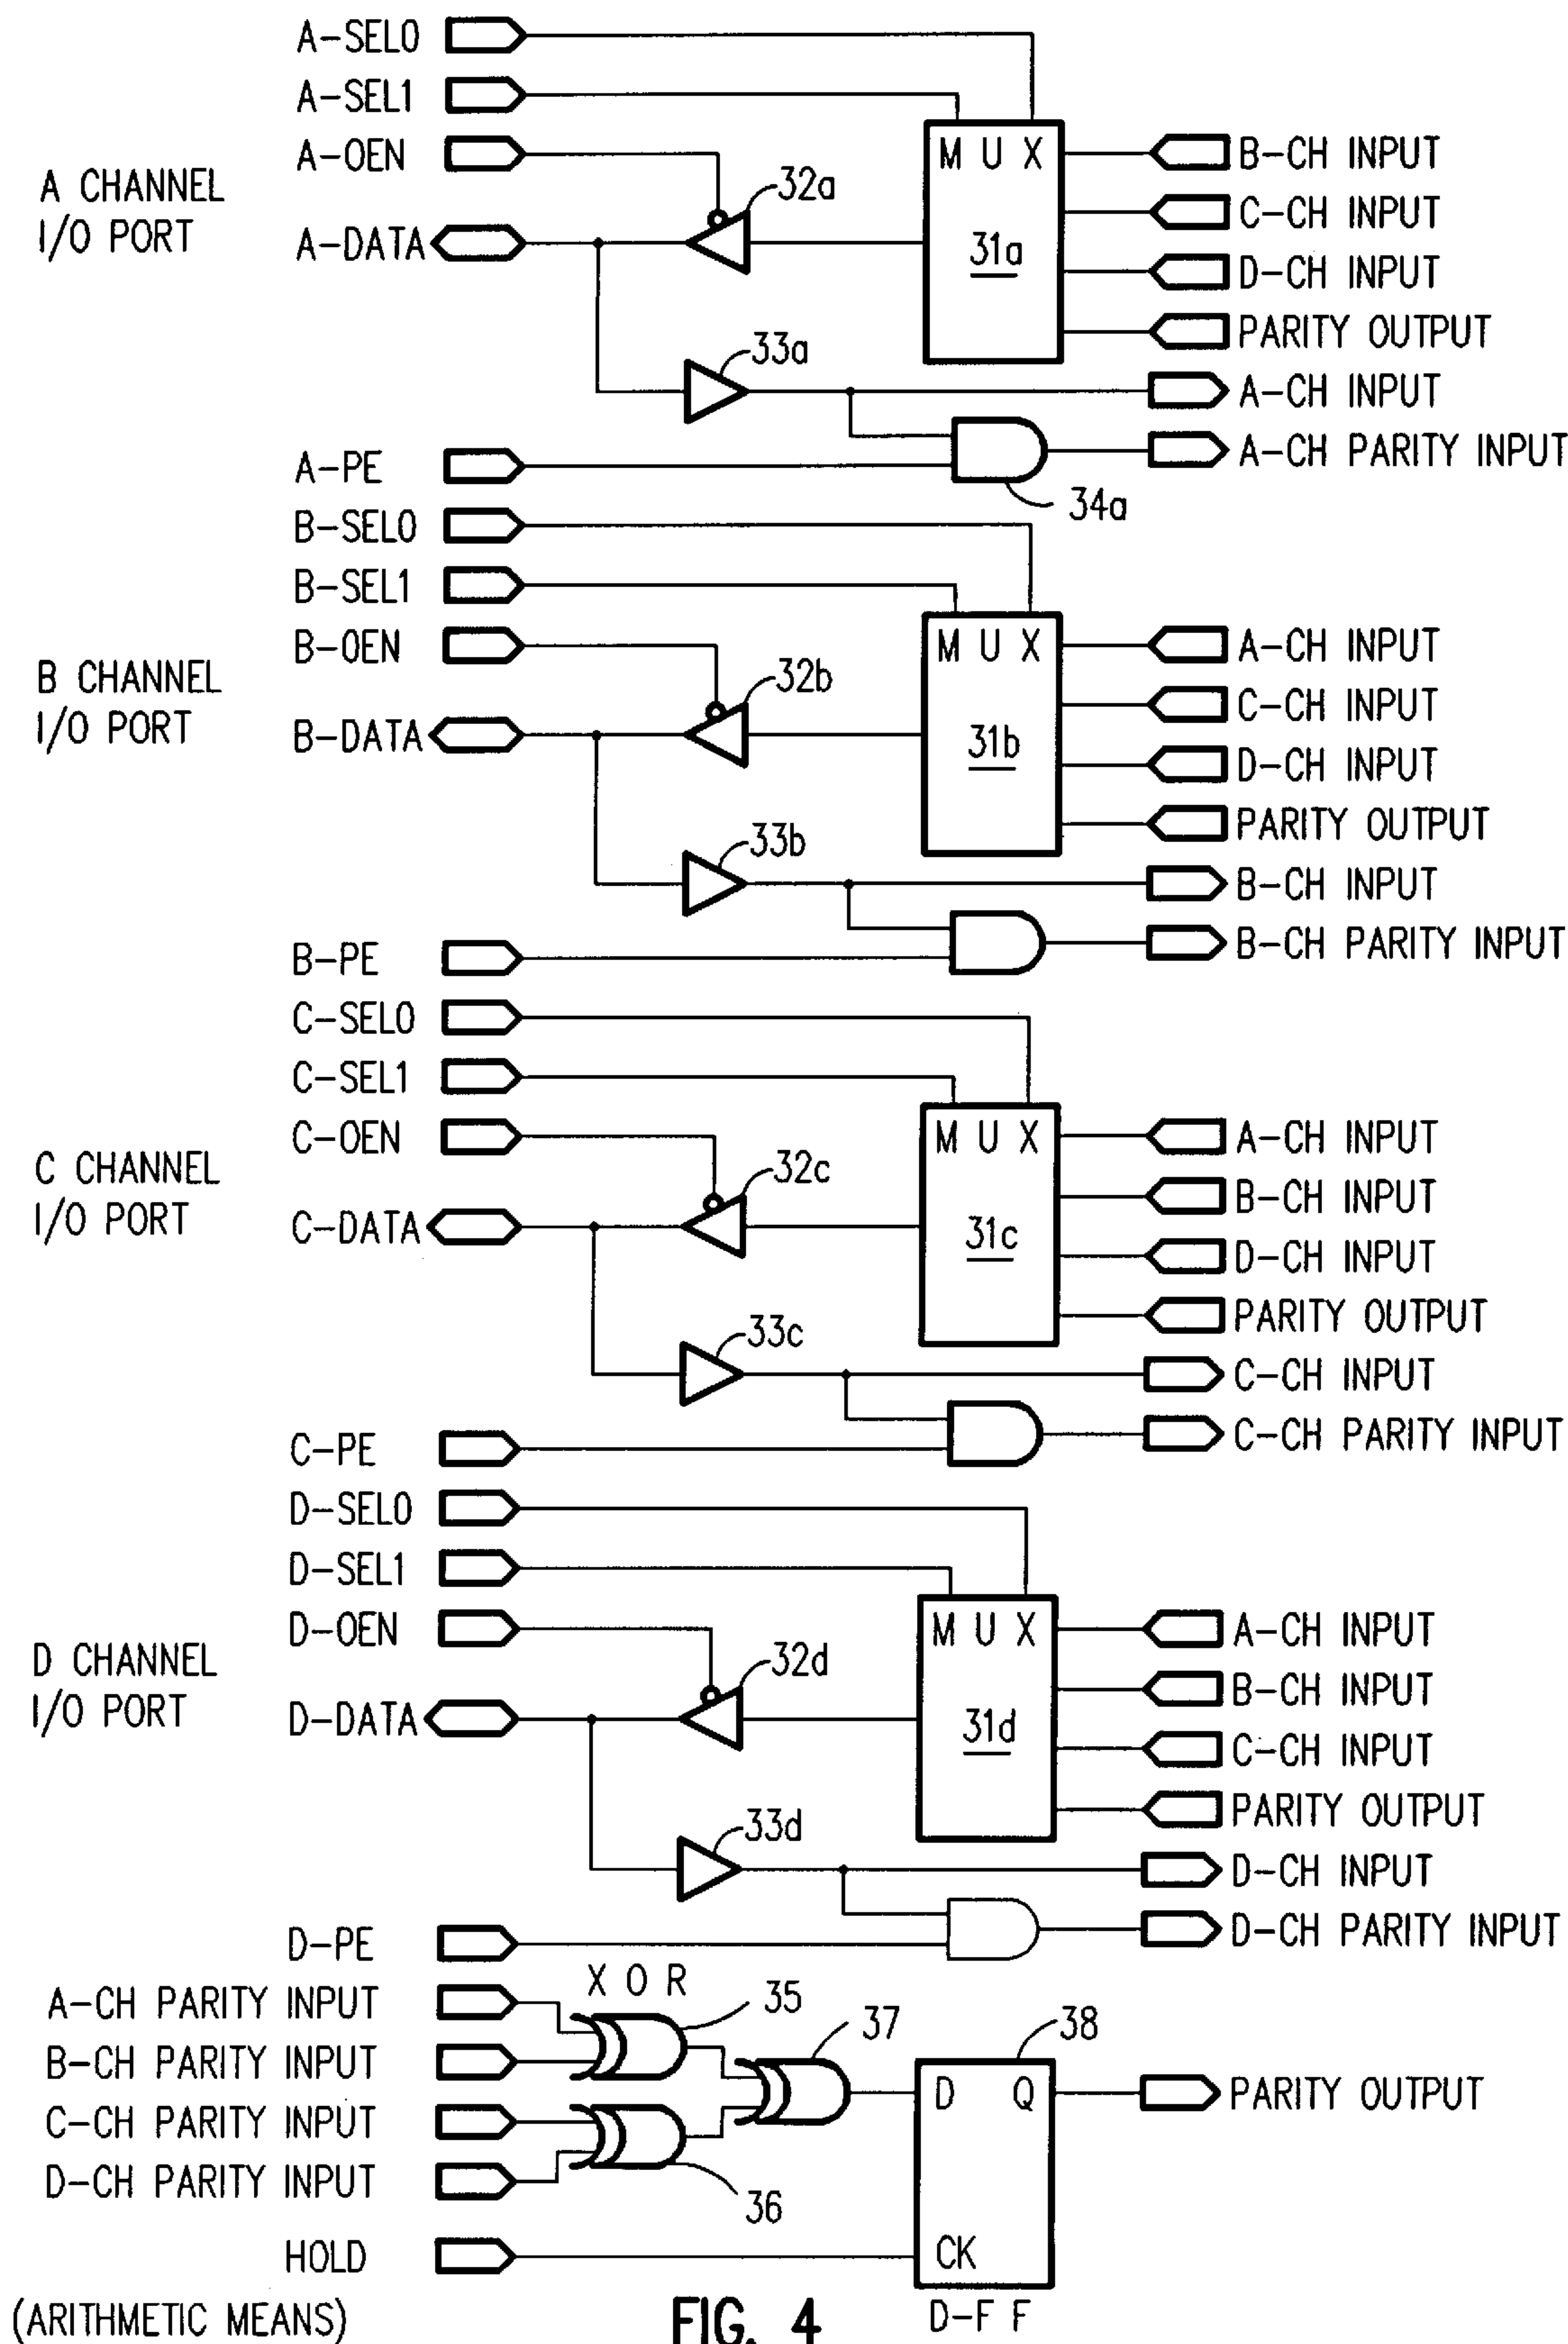 A-SEL0
A-SEL1
A-OEN
A CHANNEL
I/O PORT
A-DATA
32a
M U X
31a
B-CH INPUT
C-CH INPUT
D-CH INPUT
PARITY OUTPUT
33a
A-CH INPUT
A-CH PARITY INPUT
A-PE
34a
B-SEL0
B-SEL1
B-OEN
B CHANNEL
I/O PORT
B-DATA
32b
M U X
31b
A-CH INPUT
C-CH INPUT
D-CH INPUT
PARITY OUTPUT
33b
B-CH INPUT
B-CH PARITY INPUT
B-PE
C-SEL0
C-SEL1
C-OEN
C CHANNEL
I/O PORT
C-DATA
32c
M U X
31c
A-CH INPUT
B-CH INPUT
D-CH INPUT
PARITY OUTPUT
33c
C-CH INPUT
C-CH PARITY INPUT
C-PE
D-SEL0
D-SEL1
D-OEN
D CHANNEL
I/O PORT
D-DATA
32d
M U X
31d
A-CH INPUT
B-CH INPUT
C-CH INPUT
PARITY OUTPUT
33d
D-CH INPUT
D-CH PARITY INPUT
D-PE
X O R
A-CH PARITY INPUT
35
37
38
B-CH PARITY INPUT
D Q
PARITY OUTPUT
C-CH PARITY INPUT
D-CH PARITY INPUT
36
HOLD
CK
(ARITHMETIC MEANS)
FIG. 4
D-F F